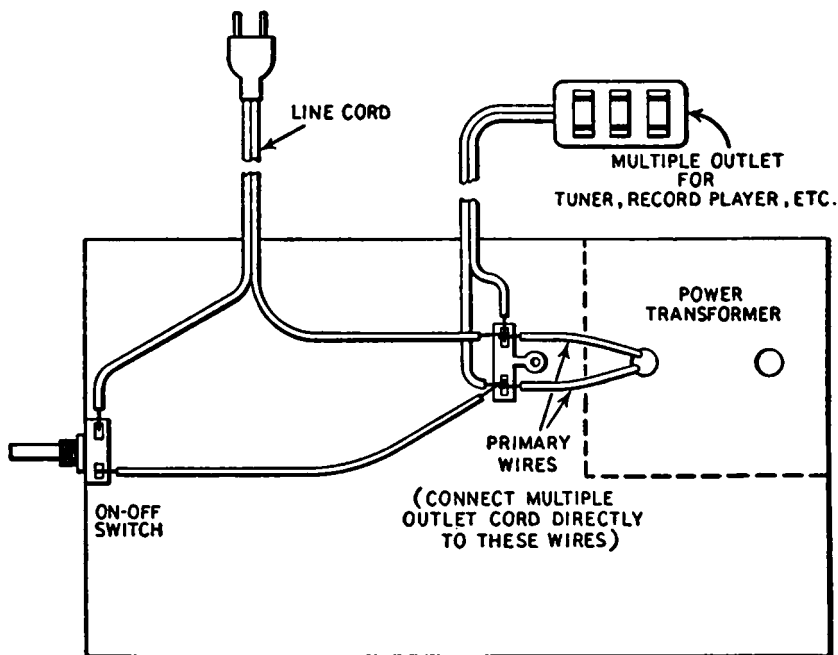 LINE CORD
MULTIPLE OUTLET
FOR
TUNER, RECORD PLAYER, ETC.
POWER
TRANSFORMER
PRIMARY
WIRES
(CONNECT MULTIPLE
OUTLET CORD DIRECTLY
TO THESE WIRES)
ON-OFF
SWITCH